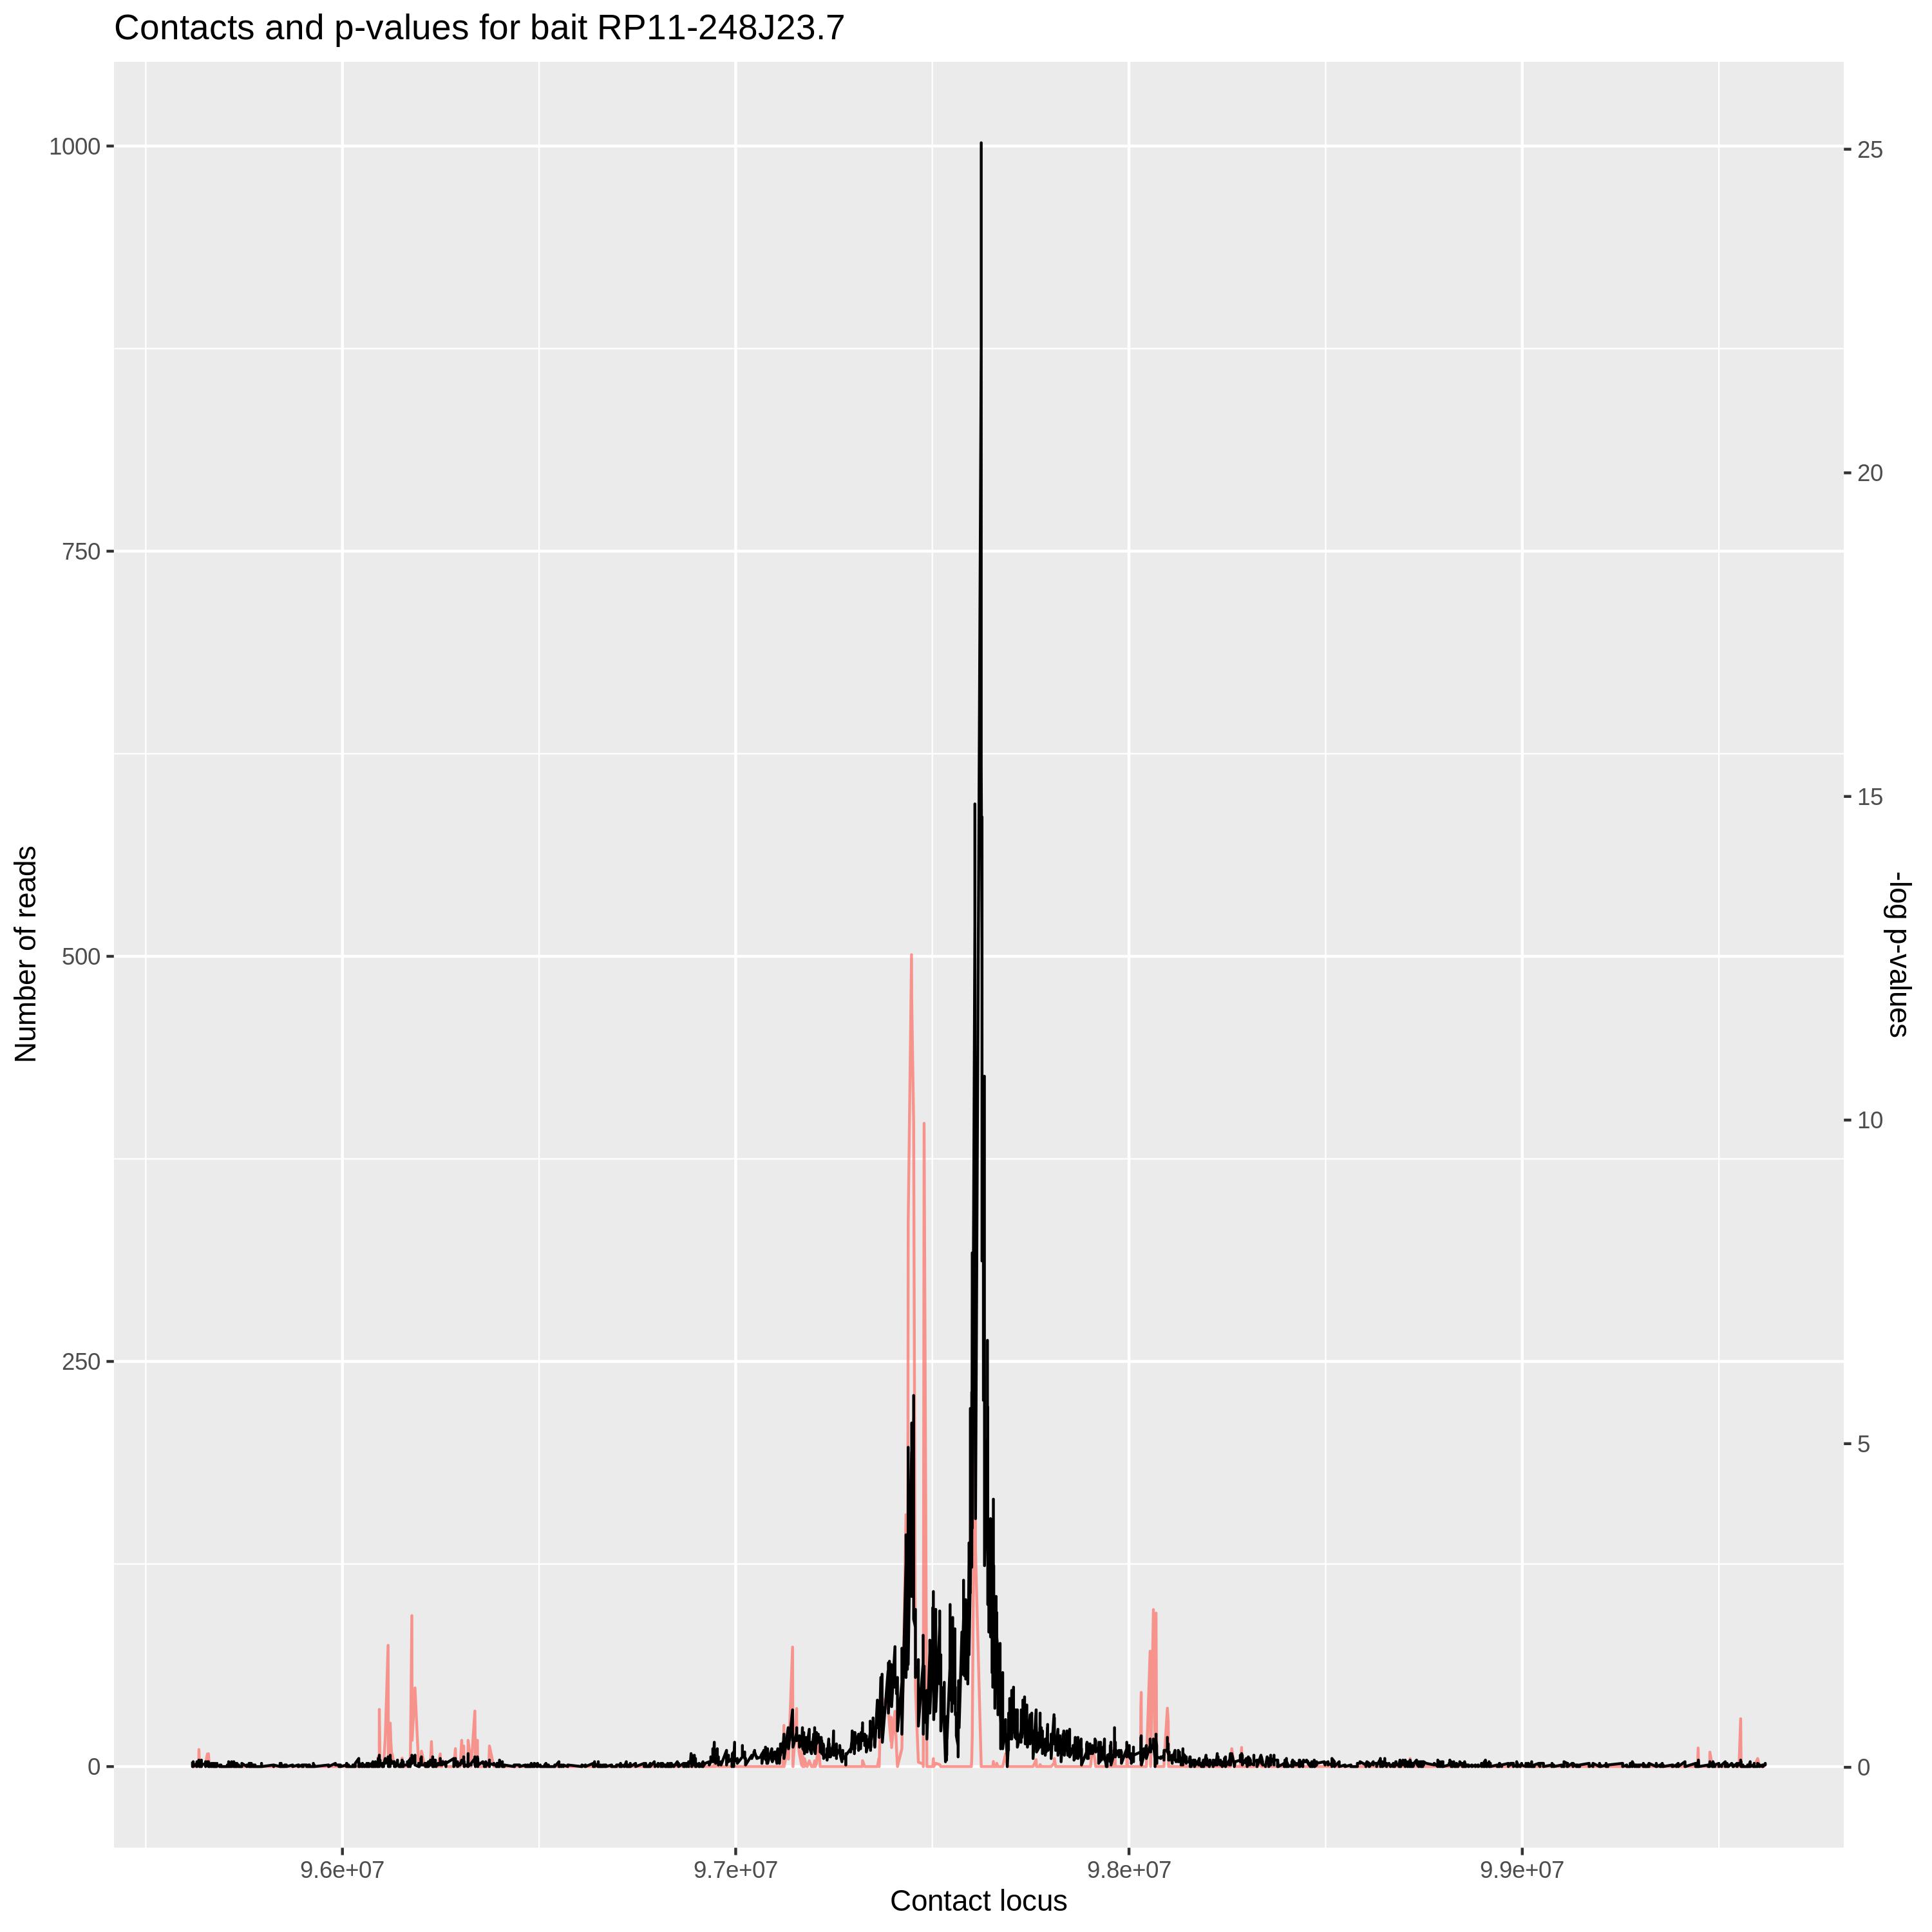 Contacts and p-values for bait RP11-248J23.7
1000
750
500
250
0
Number of reads
25
20
15
10
5
0
-log p-values
9.6e+07
9.7e+07
9.8e+07
9.9e+07
Contact locus